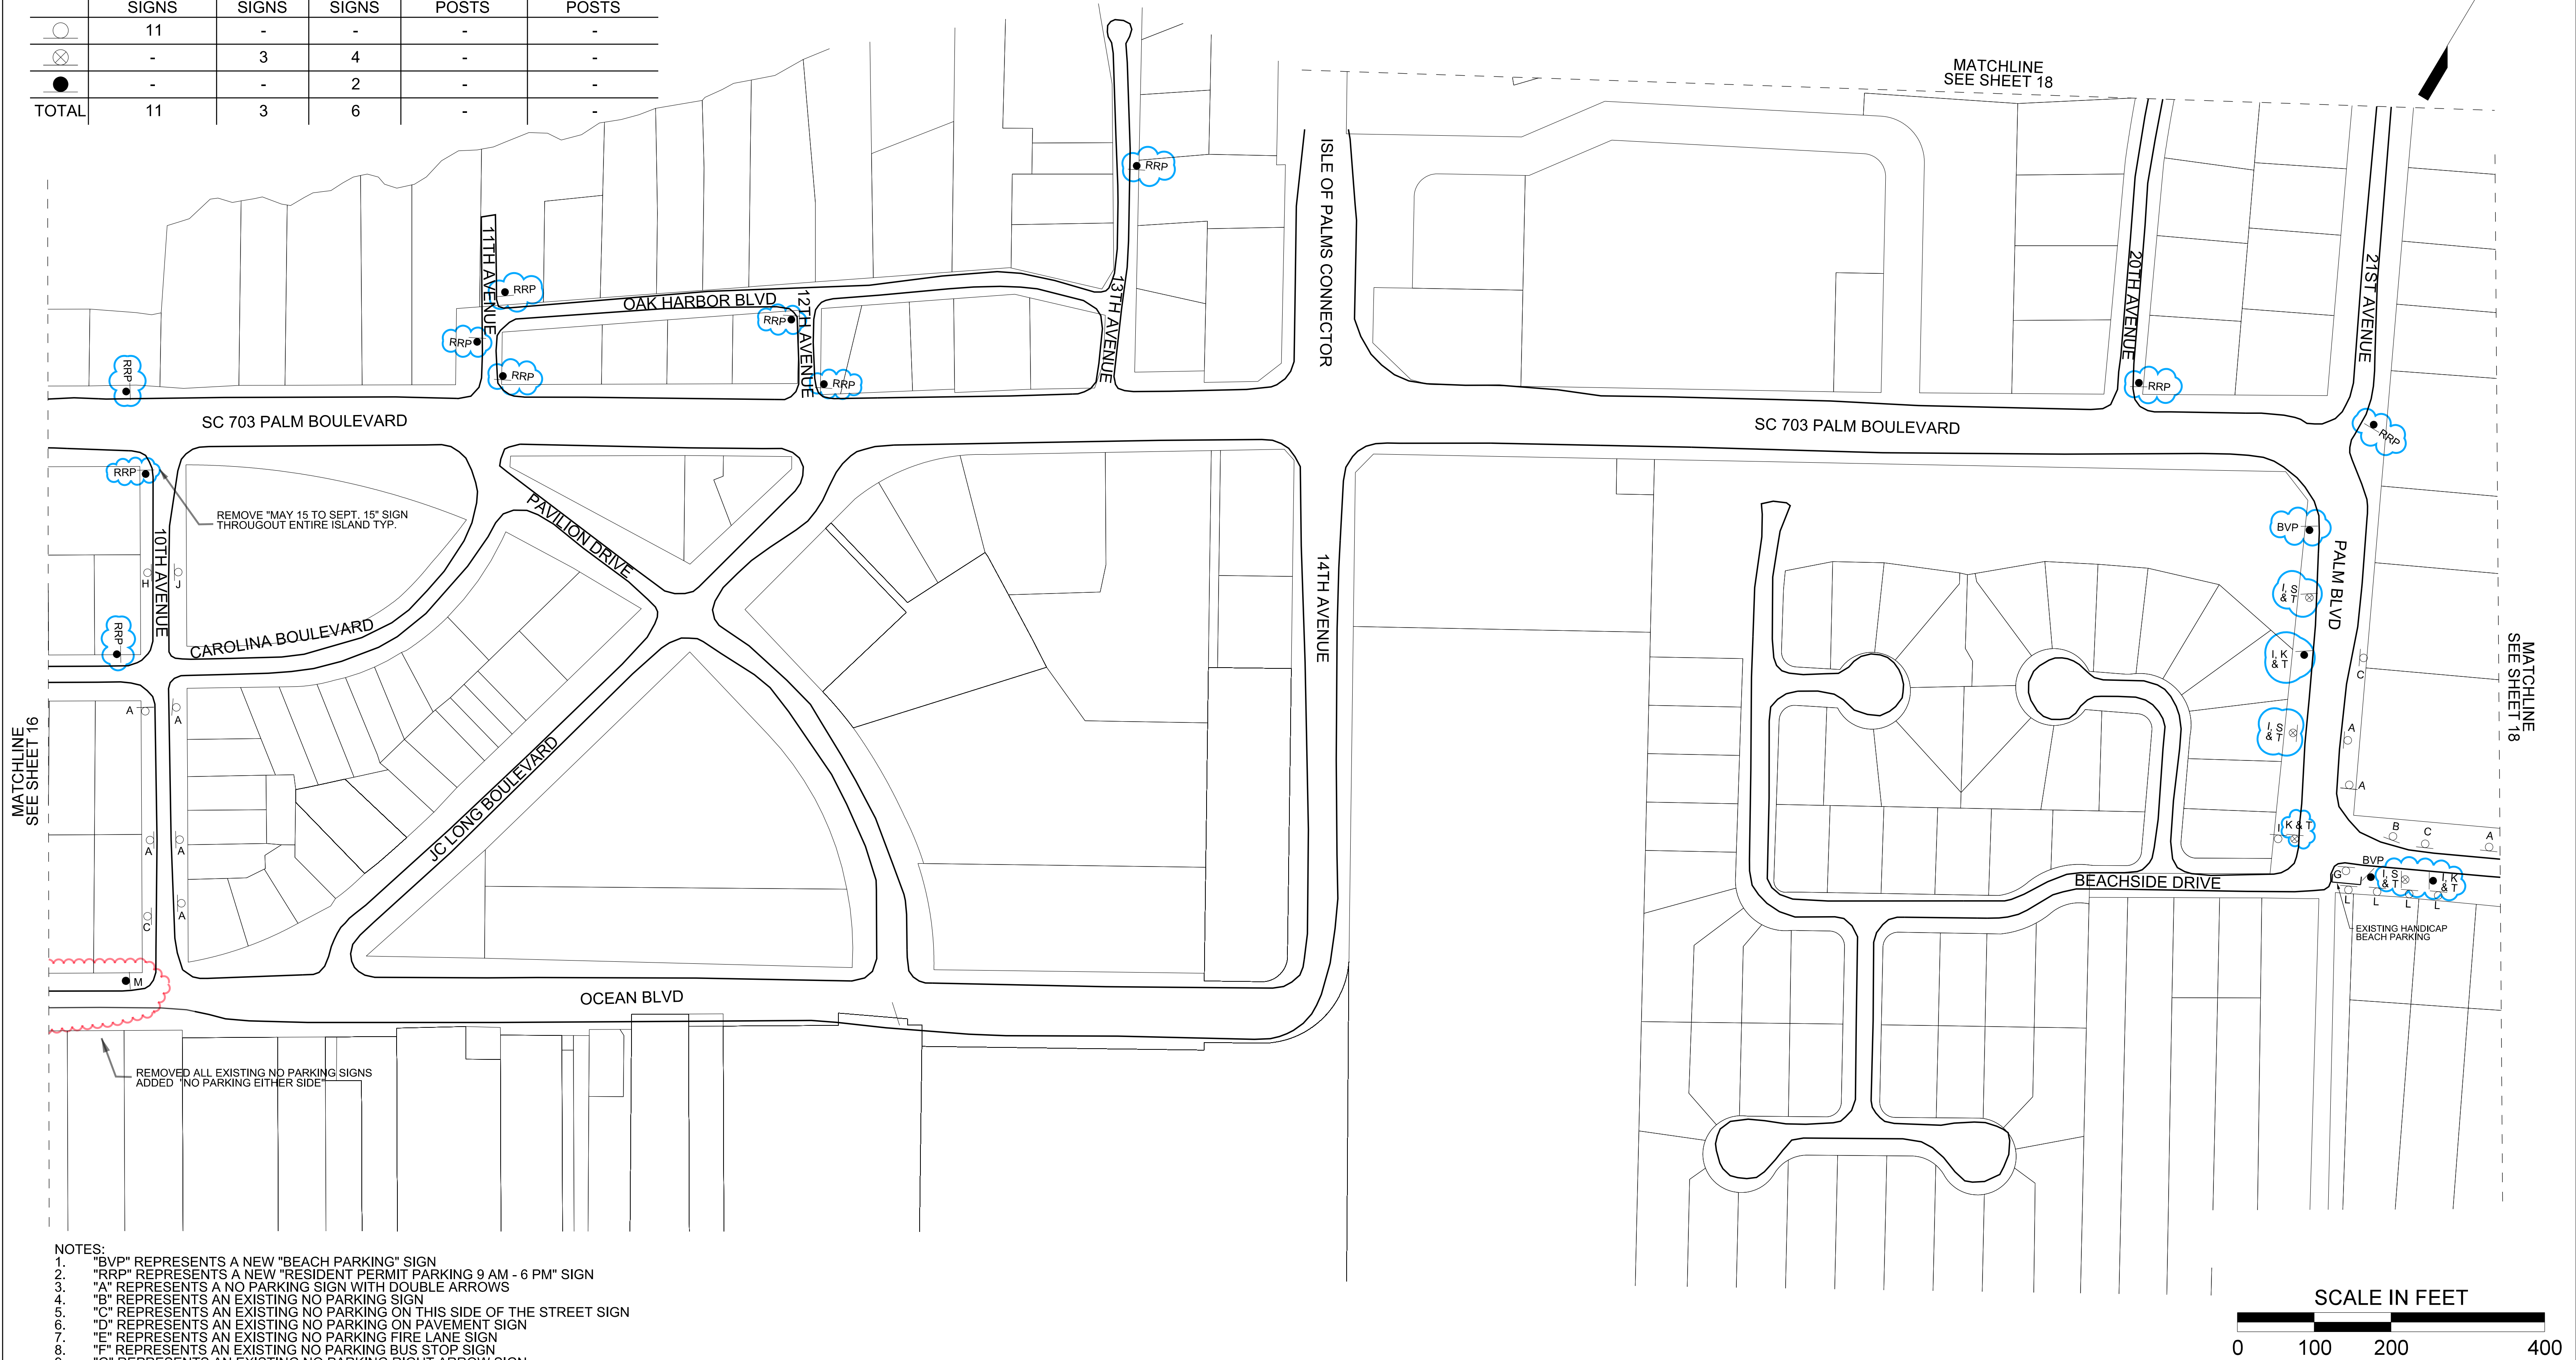 SIGNS SIGNS SIGNS POSTS POSTS
11 - - - -
- 3 4 - -
- - 2 - -
TOTAL 11 3 6 - -
MATCHLINE
SEE SHEET 18
ISLE OF PALMS CONNECTOR
RRP
11TH AVENUE
RRP
OAK HARBOR BLVD
RRP
12TH AVENUE
13TH AVENUE
20TH AVENUE
21ST AVENUE
RRP
RRP
RRP
RRP
RRP
RRP
SC 703 PALM BOULEVARD
SC 703 PALM BOULEVARD
RRP
REMOVE "MAY 15 TO SEPT. 15" SIGN
THROUGOUT ENTIRE ISLAND TYP.
10TH AVENUE
H
J
RRP
CAROLINA BOULEVARD
PAVILION DRIVE
14TH AVENUE
BVP
PALM BLVD
I, S
& T
I, K
& T
C
I, S
& T
A
A
MATCHLINE
SEE SHEET 18
MATCHLINE
SEE SHEET 16
A
A
A
A
A
C
JC LONG BOULEVARD
I
K & T
B
C
A
BEACHSIDE DRIVE
BVP
G
I, S
& T
I, K
& T
L
L
L
L
EXISTING HANDICAP
BEACH PARKING
M
OCEAN BLVD
REMOVED ALL EXISTING NO PARKING SIGNS
ADDED "NO PARKING EITHER SIDE"
NOTES:
1. "BVP" REPRESENTS A NEW "BEACH PARKING" SIGN
2. "RRP" REPRESENTS A NEW "RESIDENT PERMIT PARKING 9 AM - 6 PM" SIGN
3. "A" REPRESENTS A NO PARKING SIGN WITH DOUBLE ARROWS
4. "B" REPRESENTS AN EXISTING NO PARKING SIGN
5. "C" REPRESENTS AN EXISTING NO PARKING ON THIS SIDE OF THE STREET SIGN
6. "D" REPRESENTS AN EXISTING NO PARKING ON PAVEMENT SIGN
7. "E" REPRESENTS AN EXISTING NO PARKING FIRE LANE SIGN
8. "F" REPRESENTS AN EXISTING NO PARKING BUS STOP SIGN
9. "G" REPRESENTS AN EXISTING NO PARKING RIGHT ARROW SIGN
SCALE IN FEET
0 100 200 400